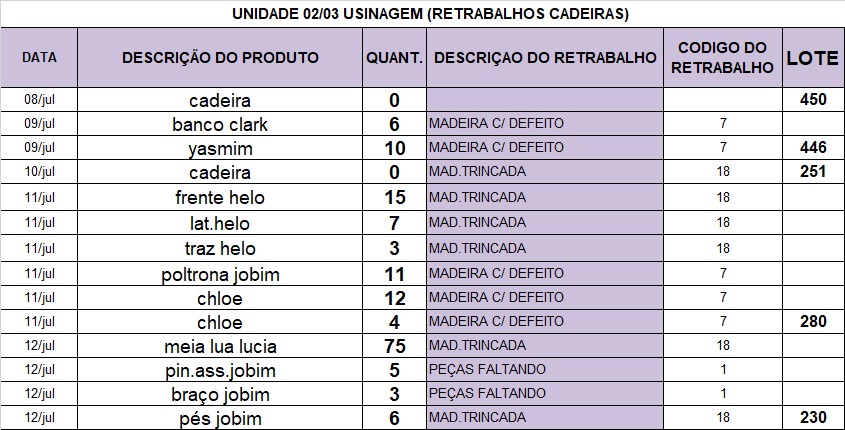 UNIDADE 02/03 USINAGEM (RETRABALHOS CADEIRAS)
DATA DESCRIÇÃO DO PRODUTO QUANT. DESCRIÇAO DO RETRABALHO CODIGO DO RETRABALHO LOTE
08/jul cadeira 0 450
09/jul banco clark 6 MADEIRA C/ DEFEITO 7
09/jul yasmim 10 MADEIRA C/ DEFEITO 7 446
10/jul cadeira 0 MAD.TRINCADA 18 251
11/jul frente helo 15 MAD.TRINCADA 18
11/jul lat.helo 7 MAD.TRINCADA 18
11/jul traz helo 3 MAD.TRINCADA 18
11/jul poltrona jobim 11 MADEIRA C/ DEFEITO 7
11/jul chloe 12 MADEIRA C/ DEFEITO 7
11/jul chloe 4 MADEIRA C/ DEFEITO 7 280
12/jul meia lua lucia 75 MAD.TRINCADA 18
12/jul pin.ass.jobim 5 PEÇAS FALTANDO 1
12/jul braço jobim 3 PEÇAS FALTANDO 1
12/jul pés jobim 6 MAD.TRINCADA 18 230